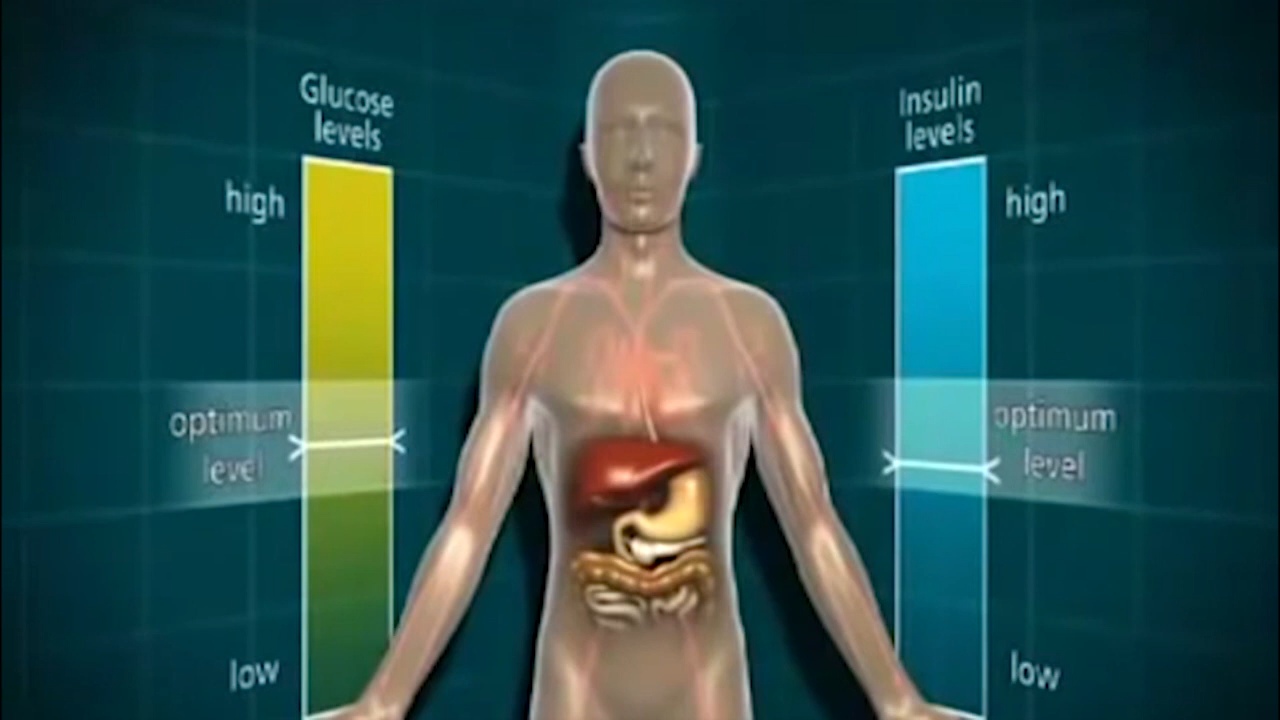 Glucose
levels
high
optimum
level
low
Insulin
levels
high
optimum
level
low